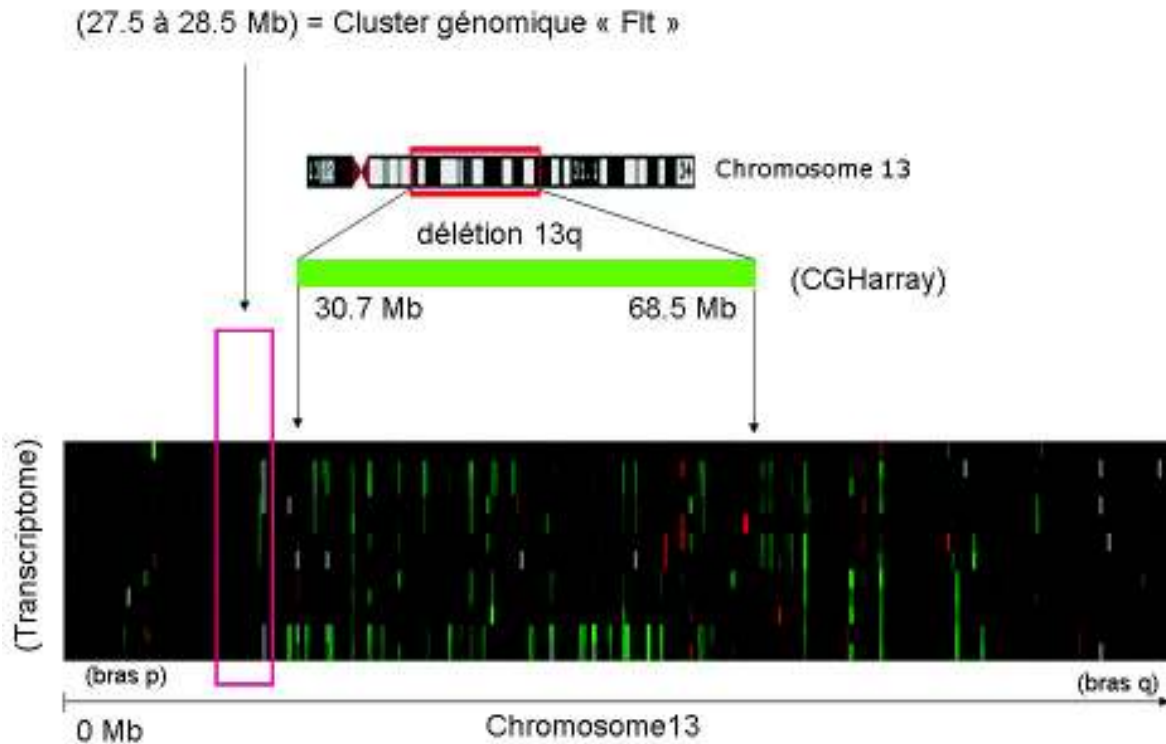 (27.5 à 28.5 Mb) = Cluster génomique « Flt »
Chromosome 13
délétion 13q
(CGHarray)
30.7 Mb
68.5 Mb
(Transcriptome)
(bras p)
(bras q)
0 Mb
Chromosome13